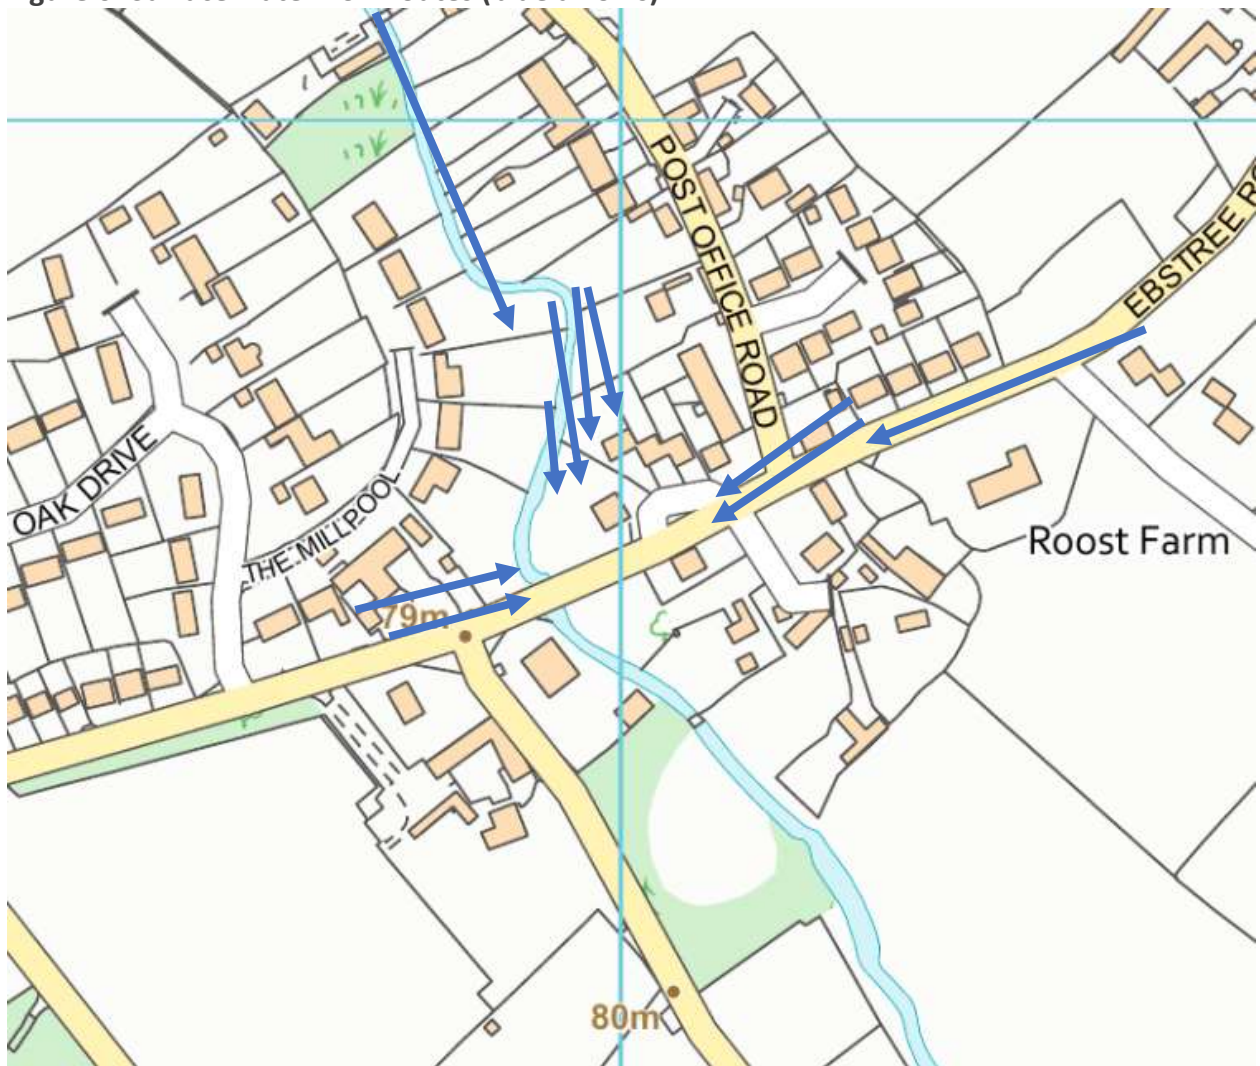 POST OFFICE ROAD
EBSTREE RO
OAK DRIVE
THE MILLPOOL
Roost Farm
79m
80m